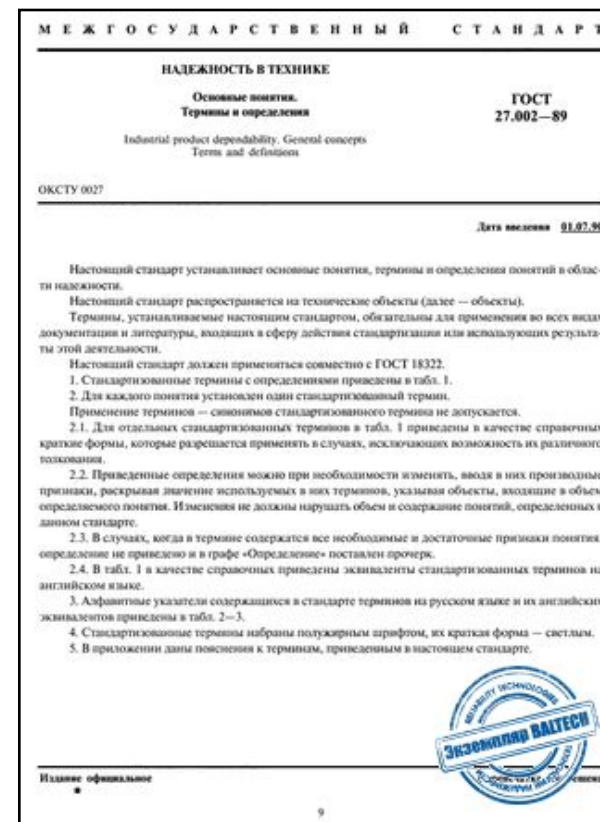 МЕЖГОСУДАРСТВЕННЫЙ СТАНДАРТ
НАДЕЖНОСТЬ В ТЕХНИКЕ
Основные понятия.
Термины и определения
ГОСТ
27.002—89
Industrial product dependability. General concepts
Terms and definitions
ОКСТУ 0027
Дата введения 01.07.90
Настоящий стандарт устанавливает основные понятия, термины и определения понятий в облас-
ти надежности.
Настоящий стандарт распространяется на технические объекты (далее — объекты).
Термины, устанавливаемые настоящим стандартом, обязательны для применения во всех видах
документации и литературы, входящих в сферу действия стандартизации или использующих результа-
ты этой деятельности.
Настоящий стандарт должен применяться совместно с ГОСТ 18322.
1. Стандартизованные термины с определениями приведены в табл. 1.
2. Для каждого понятия установлен один стандартизованный термин.
Применение терминов — синонимов стандартизованного термина не допускается.
2.1. Для отдельных стандартизованных терминов в табл. 1 приведены в качестве справочных
краткие формы, которые разрешается применять в случаях, исключающих возможность их различного
толкования.
2.2. Приведенные определения можно при необходимости изменять, вводя в них производные
признаки, раскрывая значение используемых в них терминов, указывая объекты, входящие в объем
определяемого понятия. Изменения не должны нарушать объем и содержание понятий, определенных в
данном стандарте.
2.3. В случаях, когда в термине содержатся все необходимые и достаточные признаки понятия,
определение не приведено и в графе «Определение» поставлен прочерк.
2.4. В табл. 1 в качестве справочных приведены эквиваленты стандартизованных терминов на
английском языке.
3. Алфавитные указатели содержащихся в стандарте терминов на русском языке и их английских
эквивалентов приведены в табл. 2—3.
4. Стандартизованные термины набраны полужирным шрифтом, их краткая форма — светлым.
5. В приложении даны пояснения к терминам, приведенным в настоящем стандарте.
Экземпляр BALTECH
Издание официальное
9